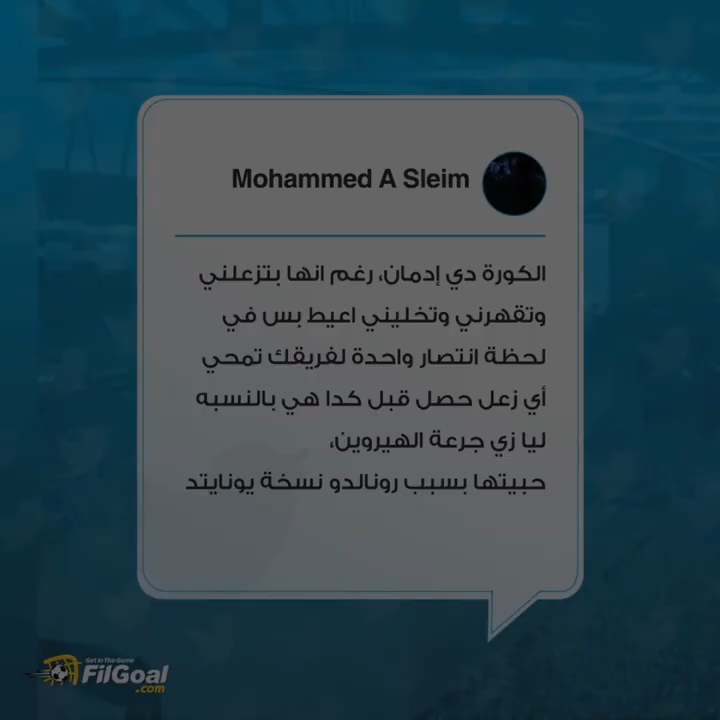 Mohammed A Sleim
الكورة دي إدمان، رغم انها بتزعلني
وتقهرني وتخليني اعيط بس في
لحظة انتصار واحدة لفريقك تمحي
أي زعل حصل قبل كدا هي بالنسبه
ليا زي جرعة الهيروين،
حبيتها بسبب رونالدو نسخة يونايتد
Get In The Game
FilGoal
.com